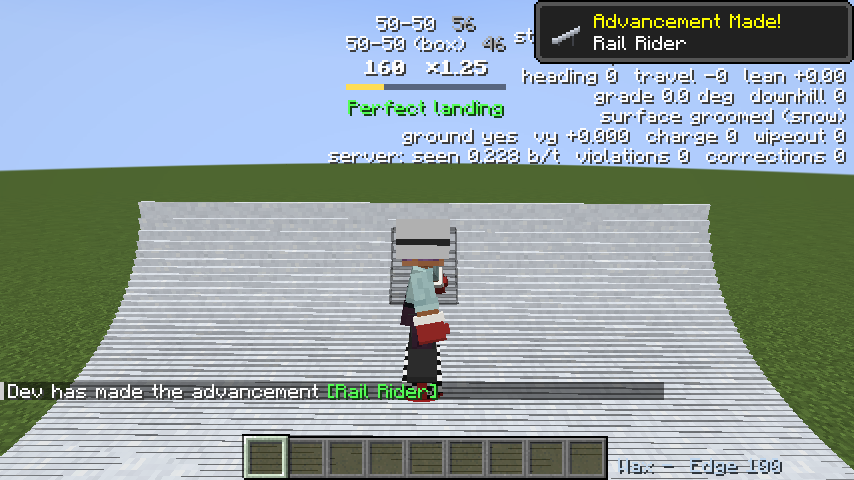 50-50 56
50-50 (box) 46
160 ×1.25
Perfect landing
st
Advancement Made!
Rail Rider
heading 0 travel -0 lean +0.00
grade 0.0 deg downhill 0
surface groomed (snow)
ground yes vy +0.000 charge 0 wipeout 0
server: seen 0.228 b/t violations 0 corrections 0
Dev has made the advancement [Rail Rider]
Wax - Edge 100